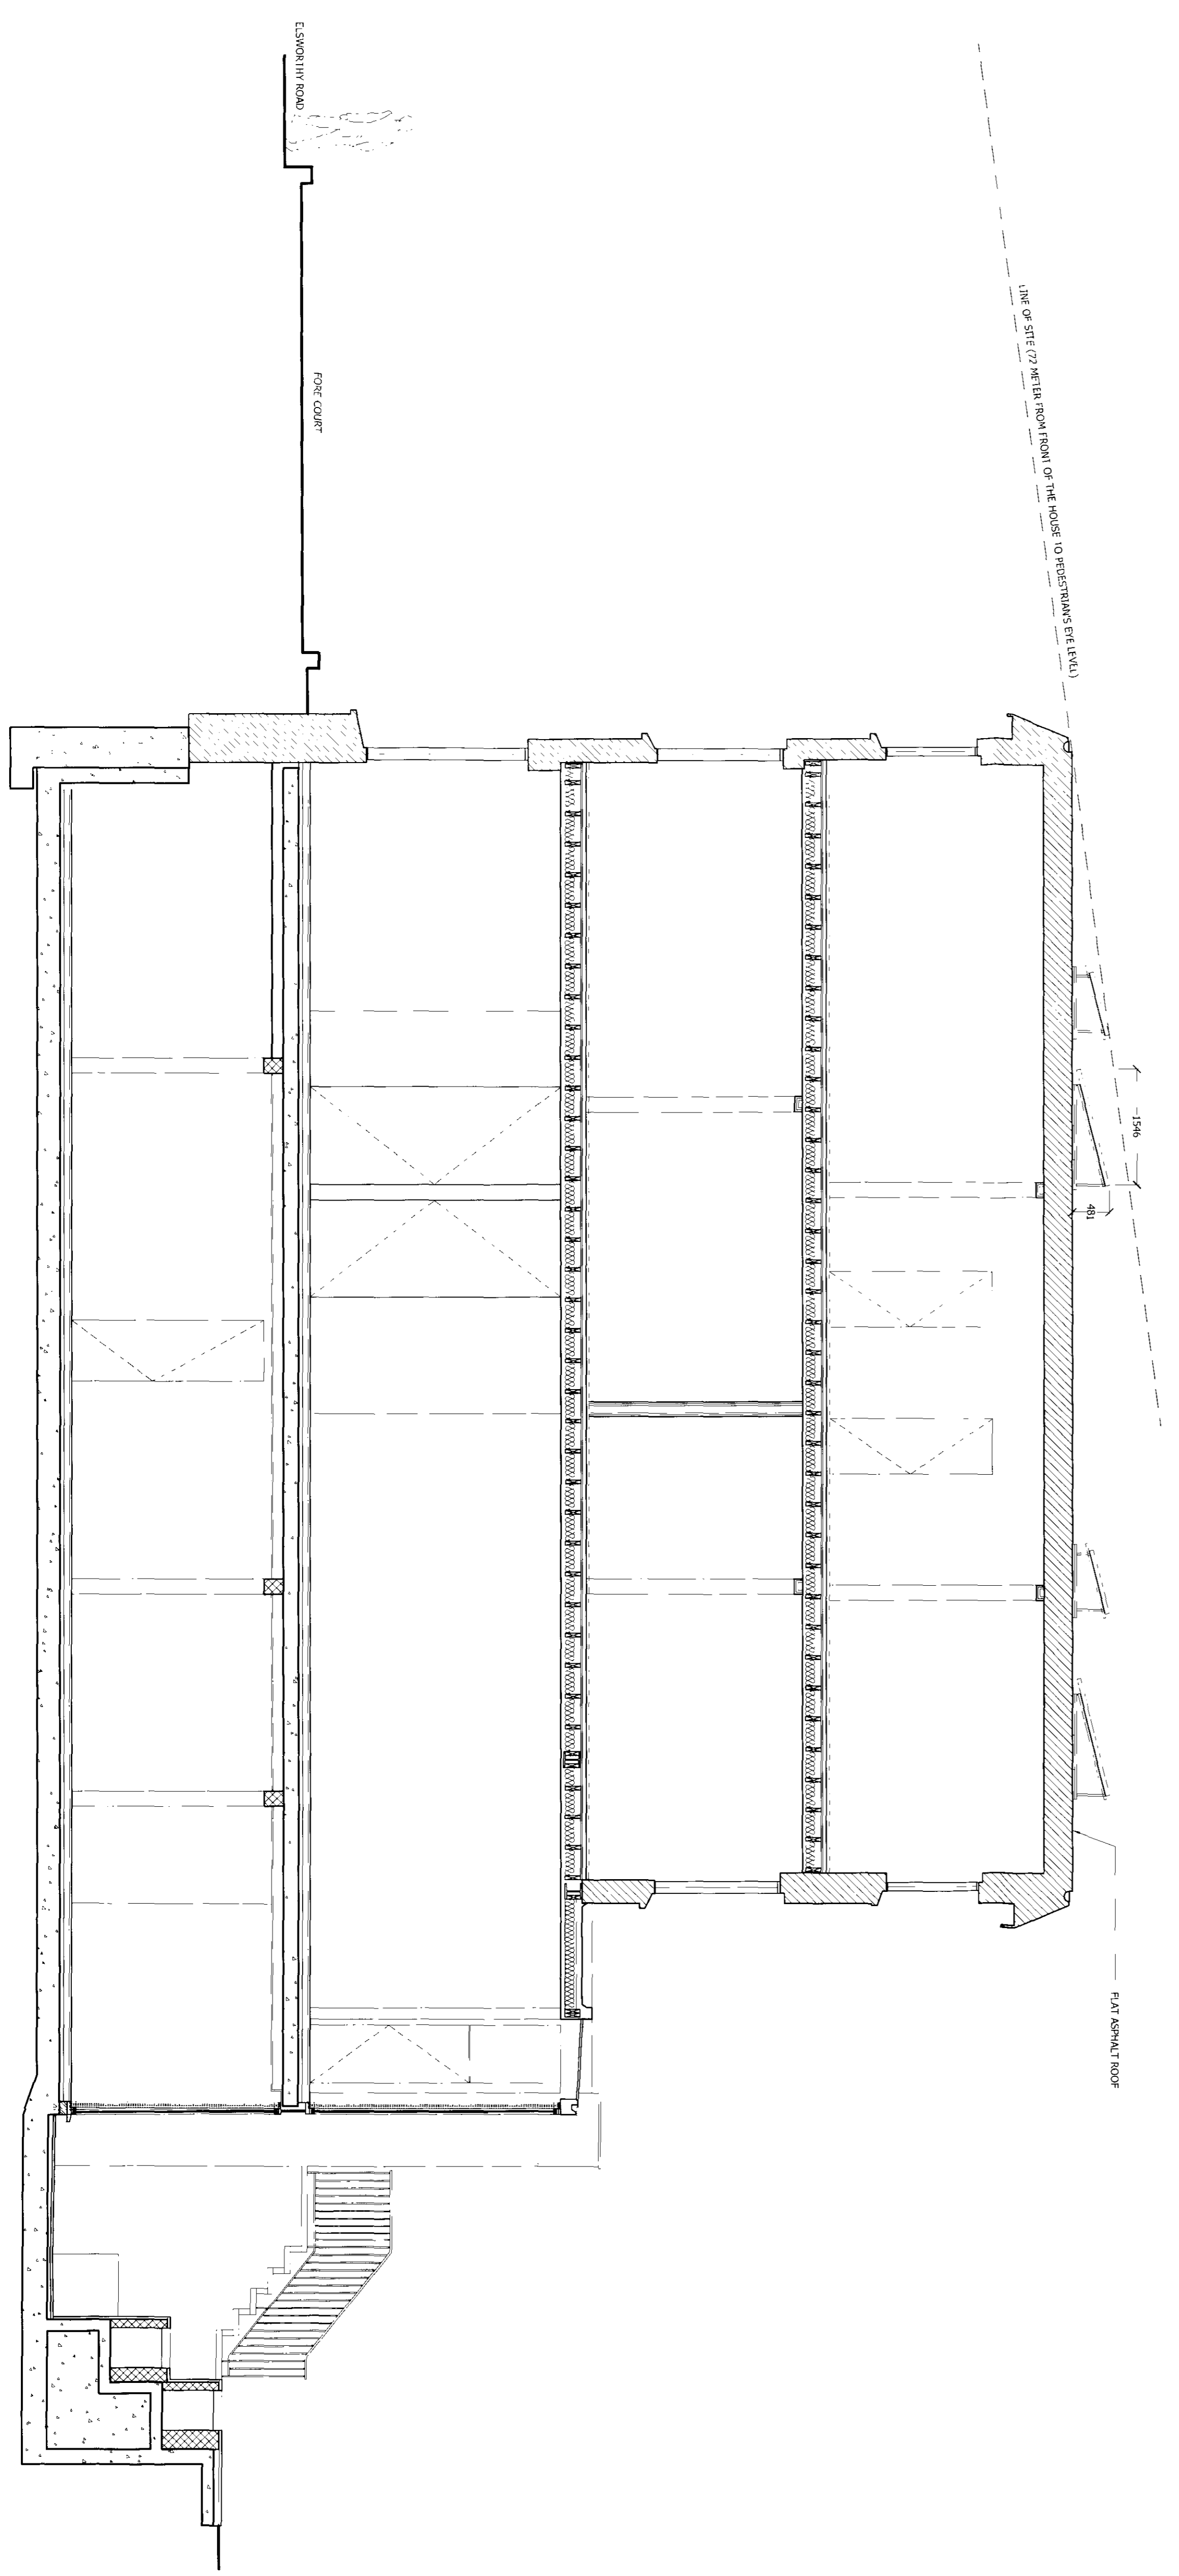 ELSWORTHY ROAD
FORE COURT
LINE OF SITE (72 METER FROM FRONT OF THE HOUSE TO PEDESTRIAN'S EYE LEVEL)
1546
481
FLAT ASPHALT ROOF